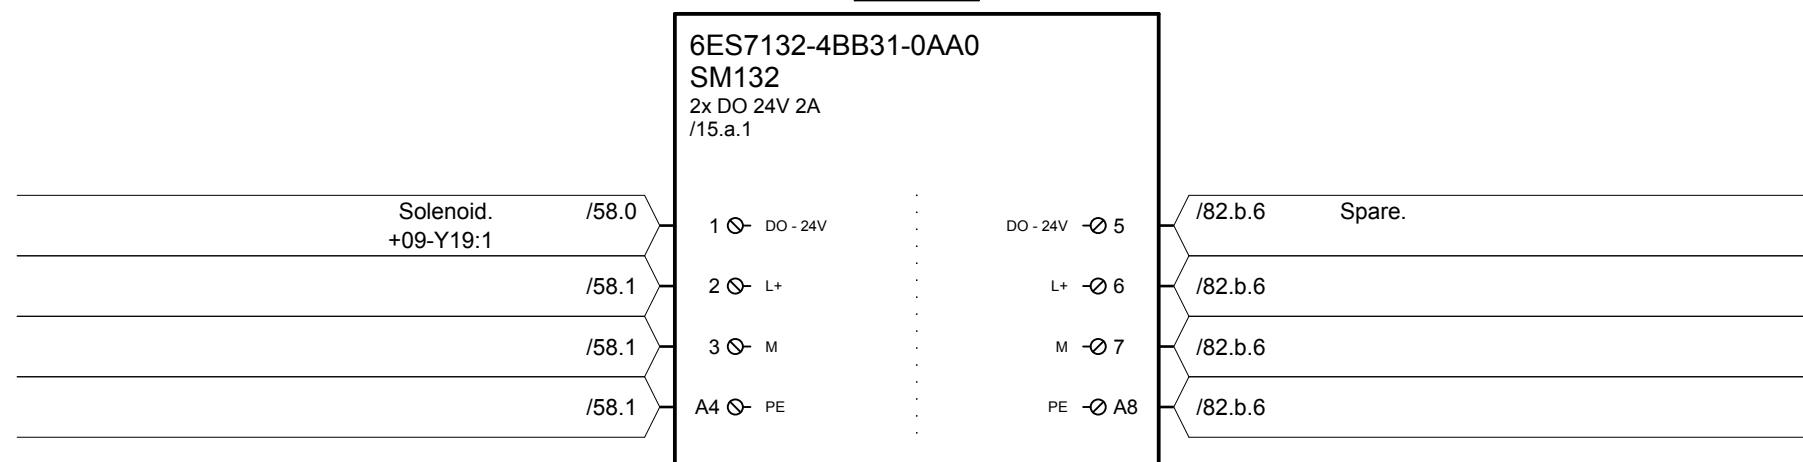 6ES7132-4BB31-0AA0
SM132
2x DO 24V 2A
/15.a.1
Solenoid. /58.0 1 DO - 24V DO - 24V 5 /82.b.6 Spare.
+09-Y19:1
/58.1 2 L+ L+ 6 /82.b.6
/58.1 3 M M 7 /82.b.6
/58.1 A4 PE PE A8 /82.b.6